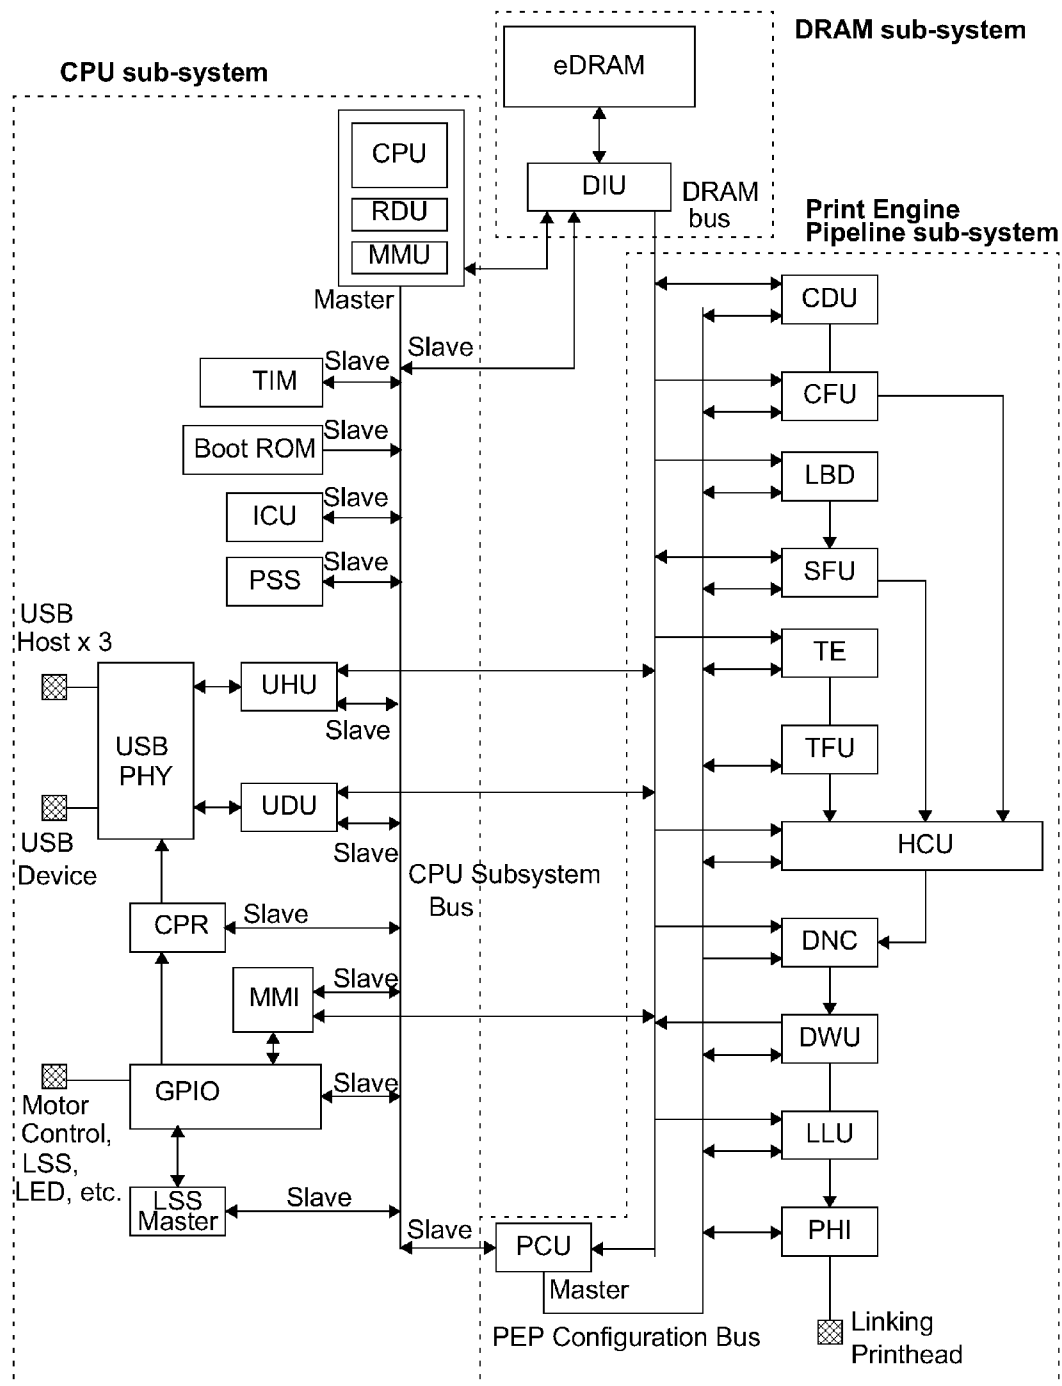 DRAM sub-system
CPU sub-system
eDRAM
CPU
RDU
MMU
Master
DIU
DRAM
bus
Print Engine
Pipeline sub-system
Slave
Slave
TIM
Slave
Boot ROM
Slave
ICU
Slave
PSS
USB
Host x 3
USB
PHY
UHU
Slave
UDU
Slave
USB
Device
CPU Subsystem
Bus
CPR
Slave
MMI
Slave
GPIO
Slave
Motor
Control,
LSS,
LED, etc.
LSS
Master
Slave
Slave
PCU
Master
PEP Configuration Bus
CDU
CFU
LBD
SFU
TE
TFU
HCU
DNC
DWU
LLU
PHI
Linking
Printhead